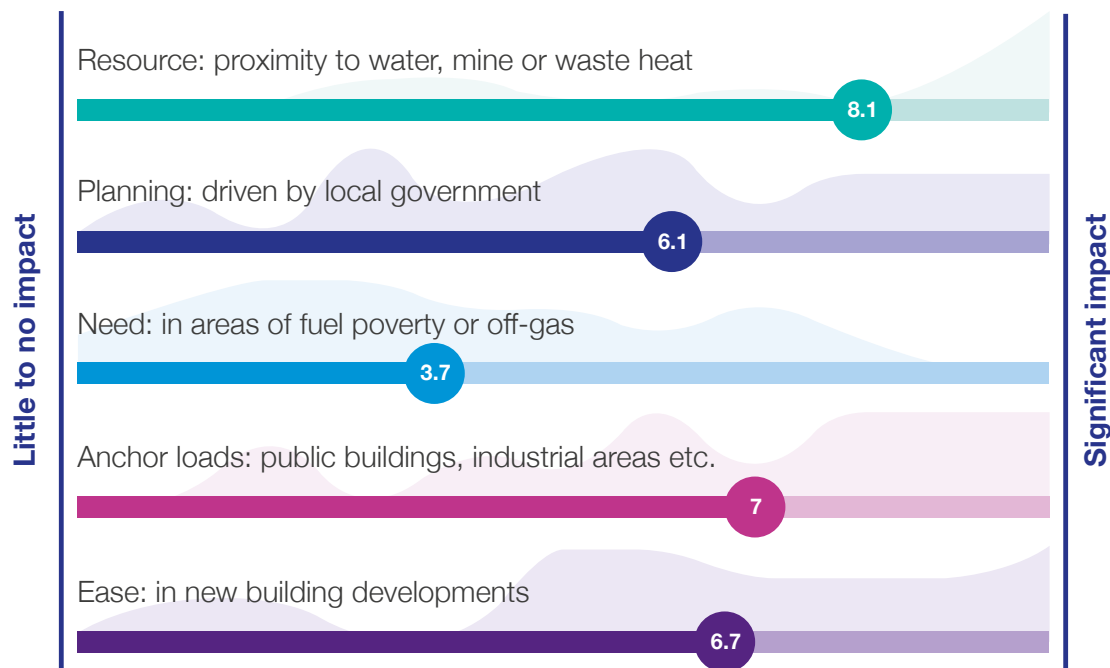 Resource: proximity to water, mine or waste heat
8.1
Planning: driven by local government
6.1
Need: in areas of fuel poverty or off-gas
3.7
Anchor loads: public buildings, industrial areas etc.
7
Ease: in new building developments
6.7
Little to no impact
Significant impact